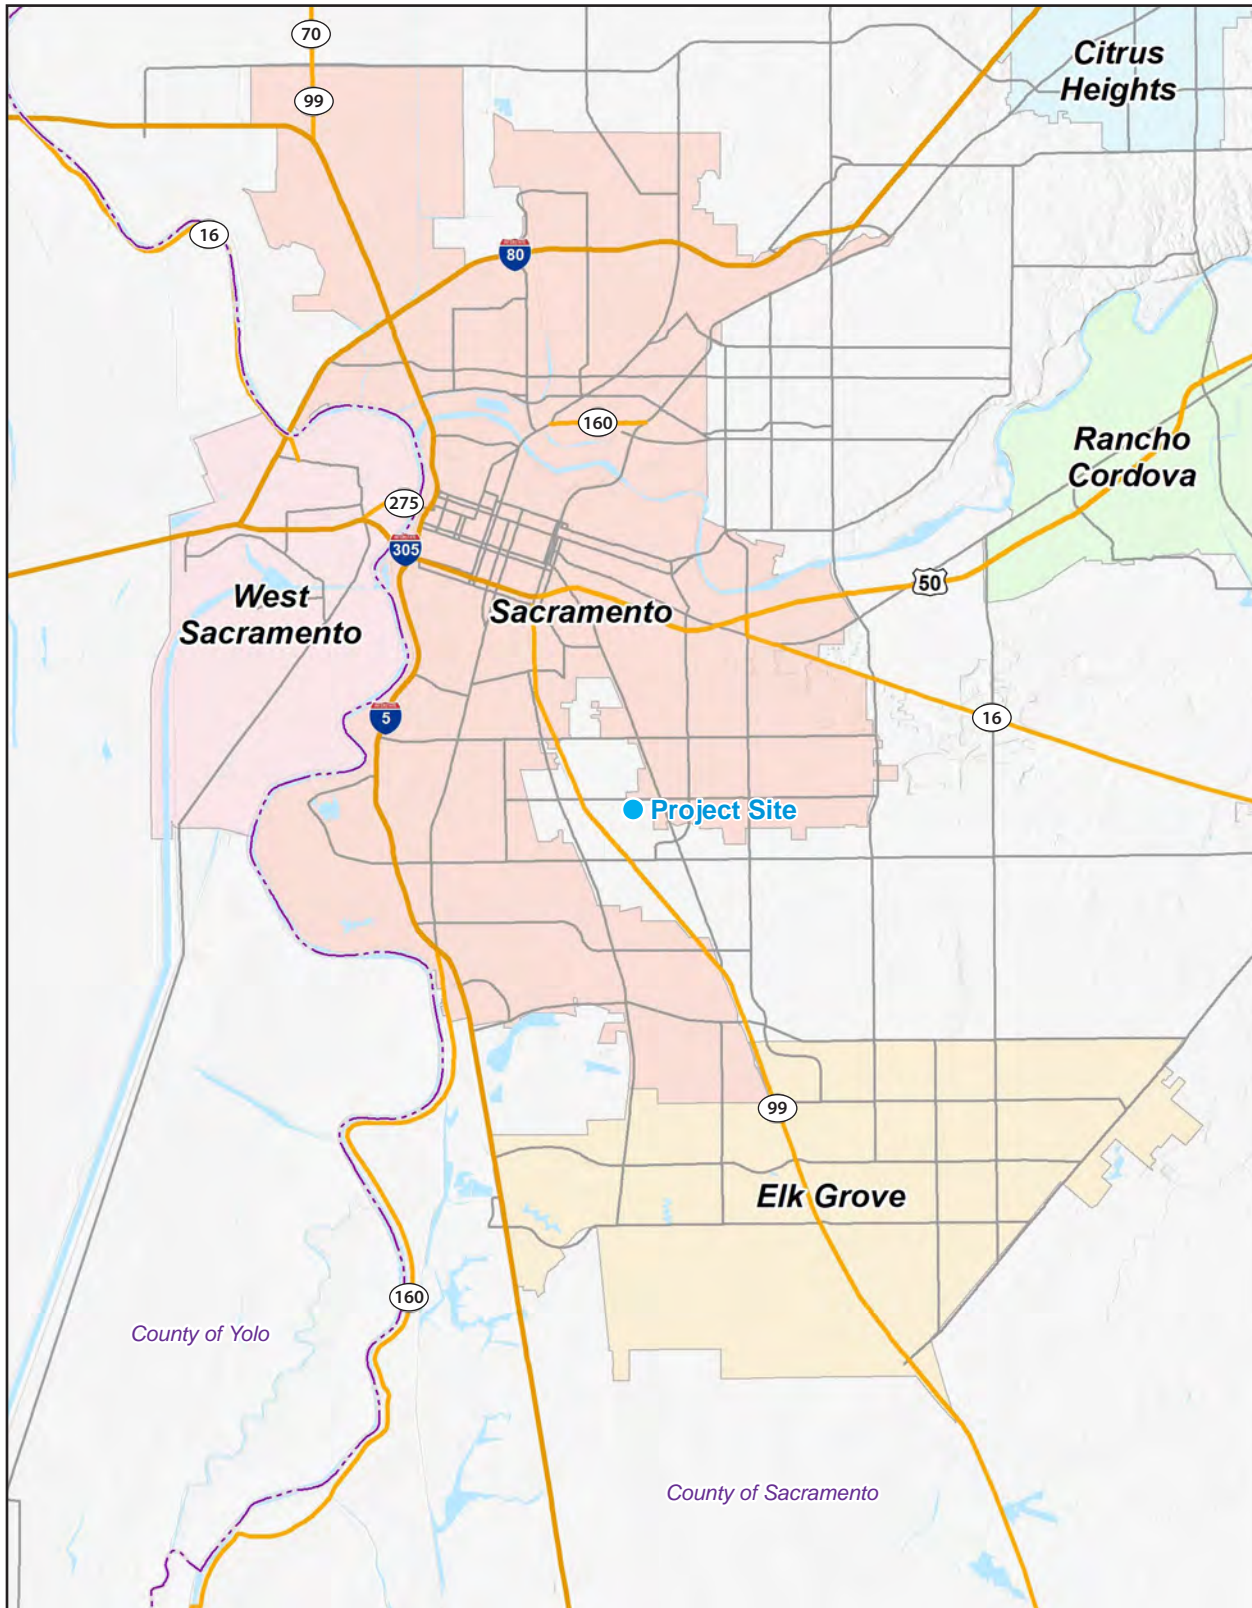 70
Citrus
Heights
99
16
80
160
Rancho
Cordova
275
305
50
West
Sacramento
Sacramento
5
16
Project Site
99
Elk Grove
160
County of Yolo
County of Sacramento